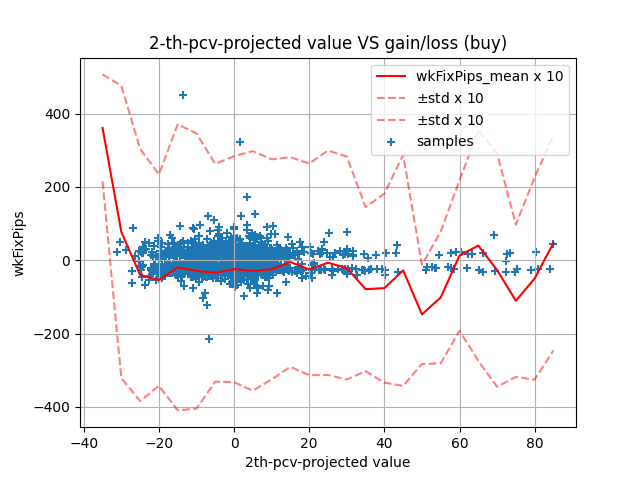 2-th-pcv-projected value VS gain/loss (buy)
wkFixPips_mean x 10
±std x 10
±std x 10
samples
wkFixPips
400
200
0
−200
−400
−40
−20
0
20
40
60
80
2th-pcv-projected value